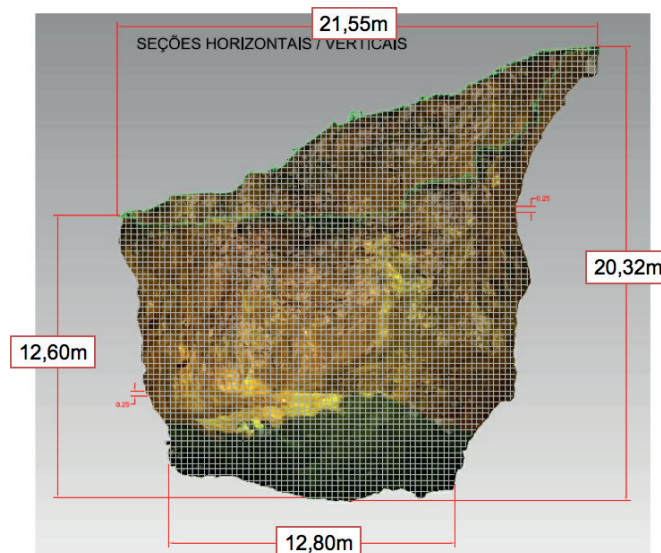 21,55m
SEÇÕES HORIZONTAIS / VERTICAIS
0.25
20,32m
12,60m
0.25
12,80m